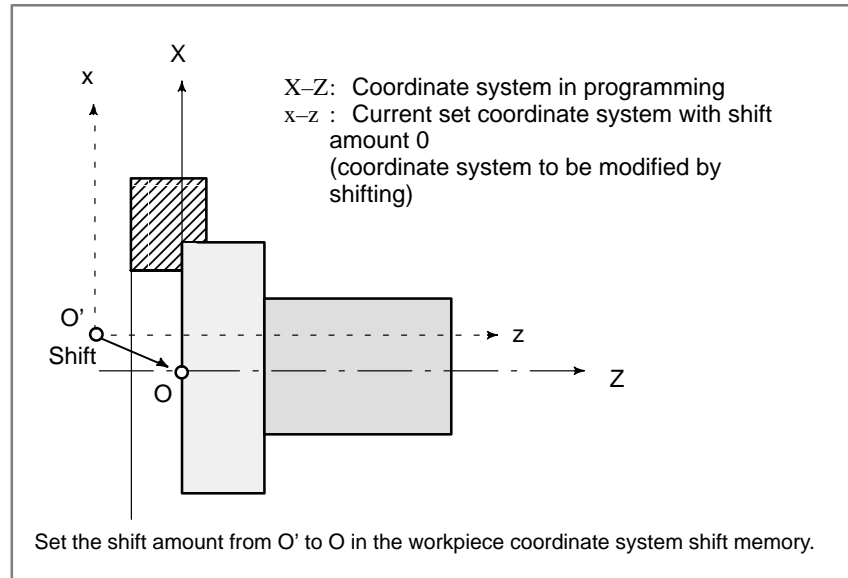 X
x
X–Z: Coordinate system in programming
x–z : Current set coordinate system with shift
amount 0
(coordinate system to be modified by
shifting)
O’
z
Shift
O
Z
Set the shift amount from O’ to O in the workpiece coordinate system shift memory.